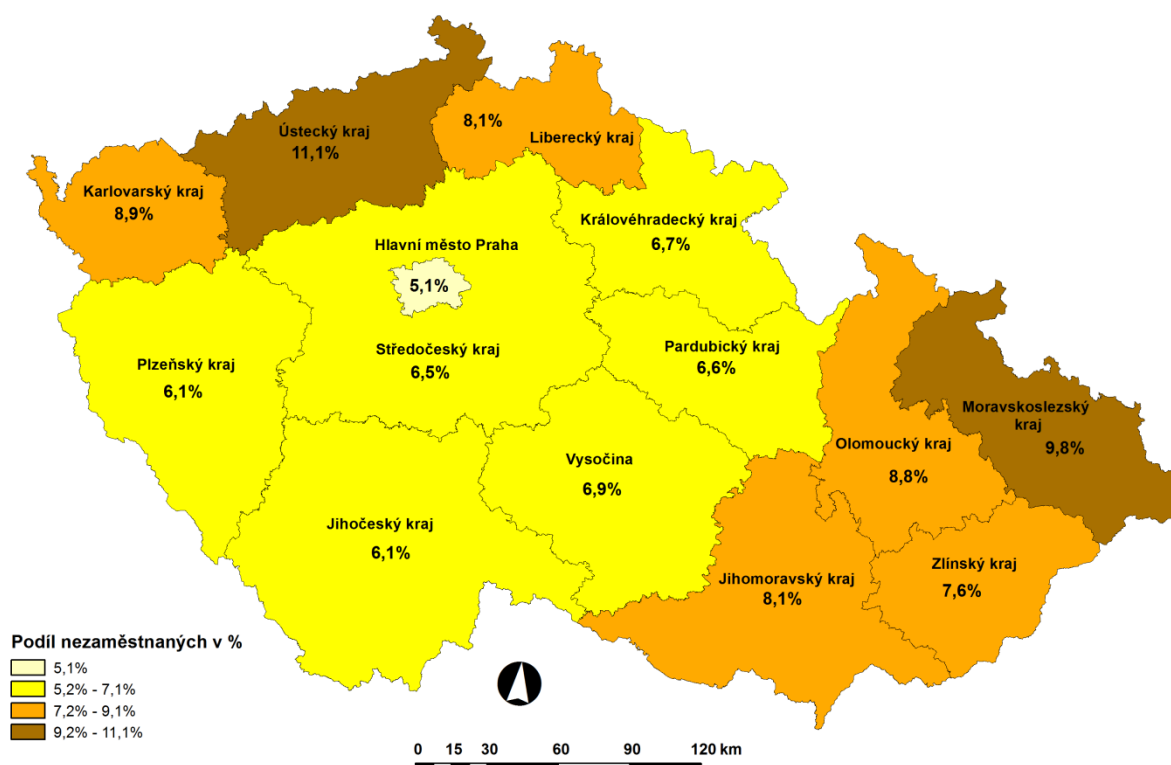 Ústecký kraj
11,1%
8,1%
Liberecký kraj
Karlovarský kraj
8,9%
Královéhradecký kraj
6,7%
Hlavní město Praha
5,1%
Plzeňský kraj
6,1%
Středočeský kraj
6,5%
Pardubický kraj
6,6%
Moravskoslezský
kraj
9,8%
Olomoucký kraj
8,8%
Vysočina
6,9%
Jihočeský kraj
6,1%
Jihomoravský kraj
8,1%
Zlínský kraj
7,6%
Podíl nezaměstnaných v %
5,1%
5,2% - 7,1%
7,2% - 9,1%
9,2% - 11,1%
0 15 30 60 90 120 km